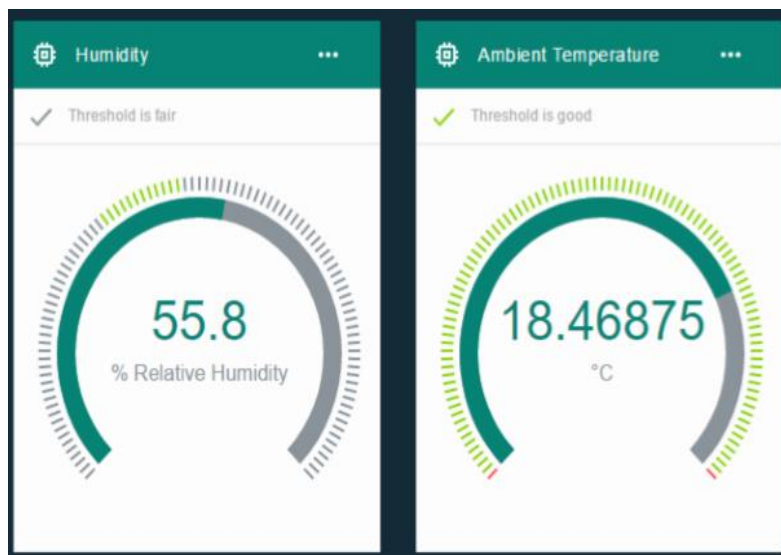 Humidity
Threshold is fair
55.8
% Relative Humidity
Ambient Temperature
Threshold is good
18.46875
°C